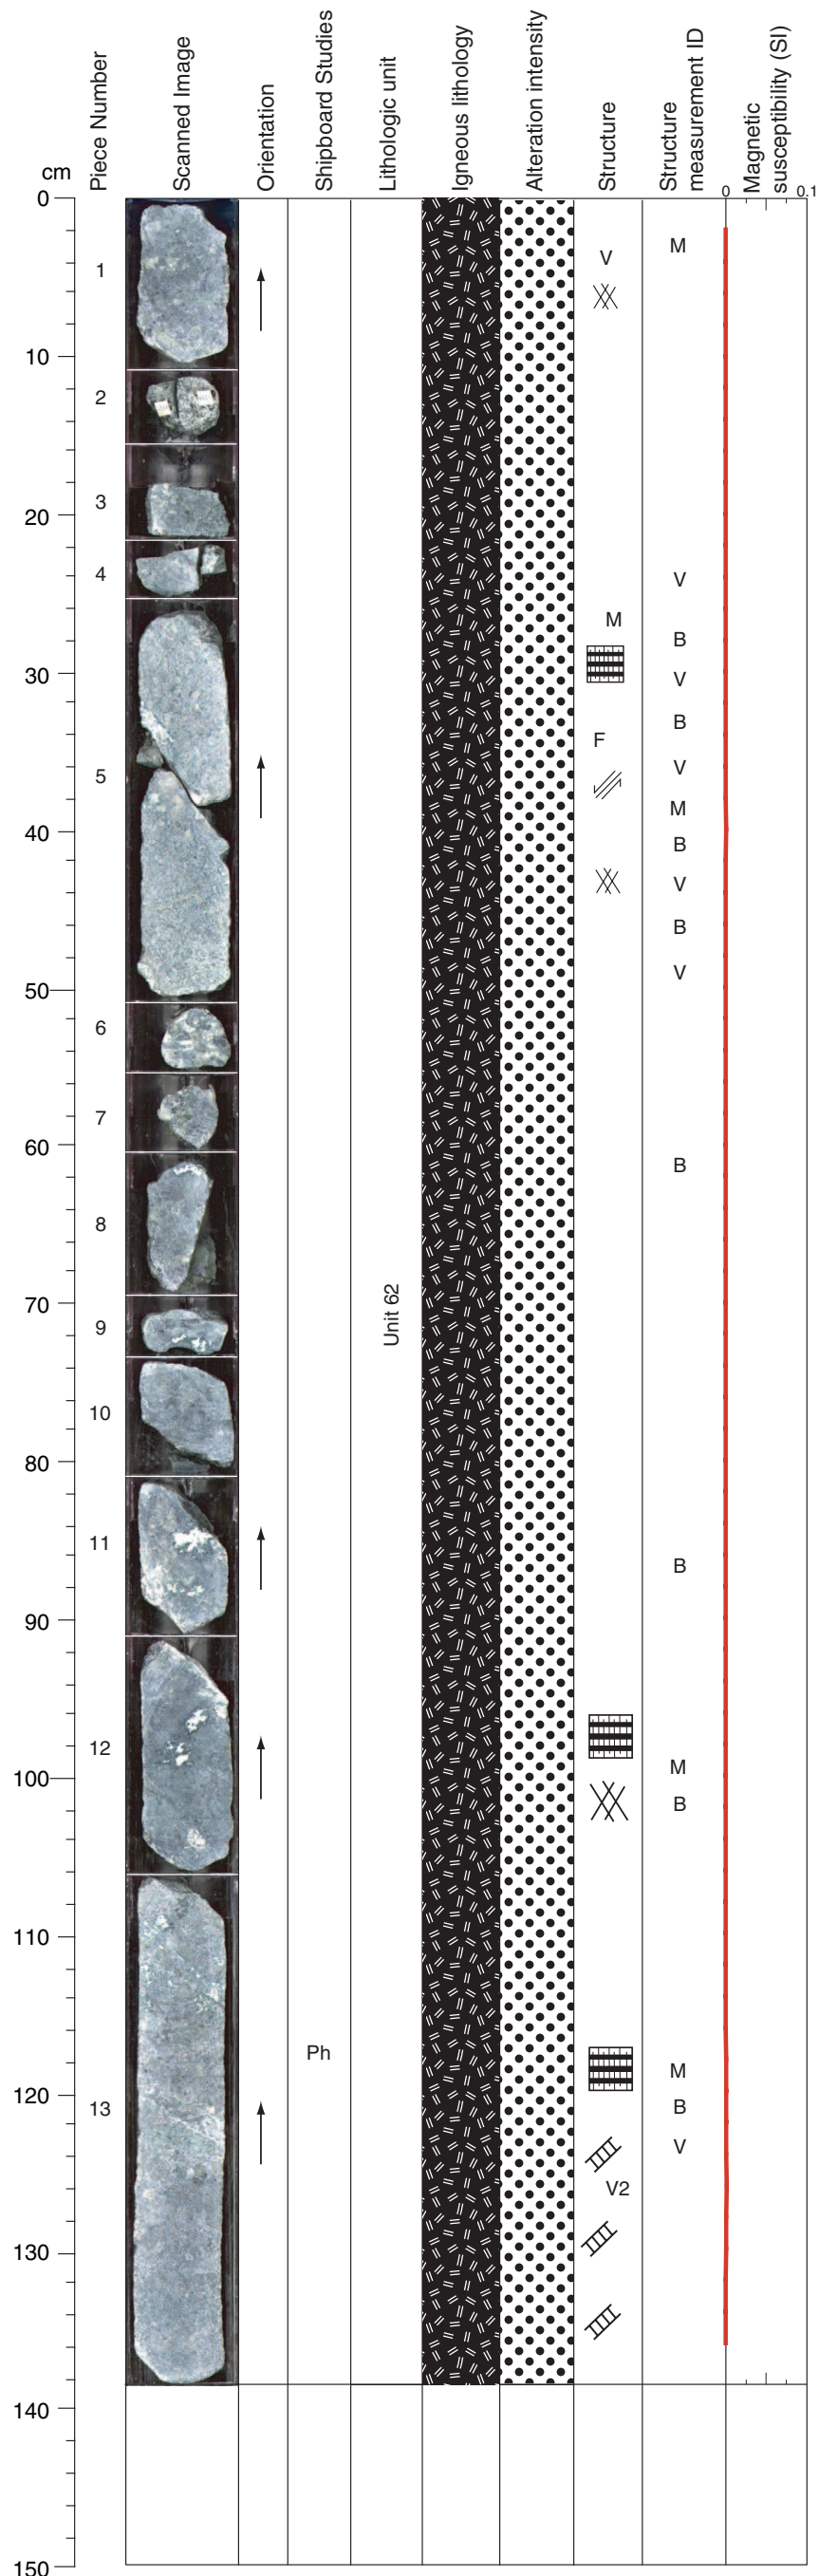 cm
Piece Number
Scanned Image
Orientation
Shipboard Studies
Lithologic unit
Igneous lithology
Alteration intensity
Structure
Structure
measurement ID
Magnetic
susceptibility (SI)
0 0.1
0
M
V
1
10
2
3
20
4
V
M
B
30
V
B
F
V
5
M
40
B
V
B
V
50
6
7
60
B
8
Unit 62
70
9
10
80
11
B
90
12
M
100
B
110
Ph
M
120
13
B
V
V2
130
140
150